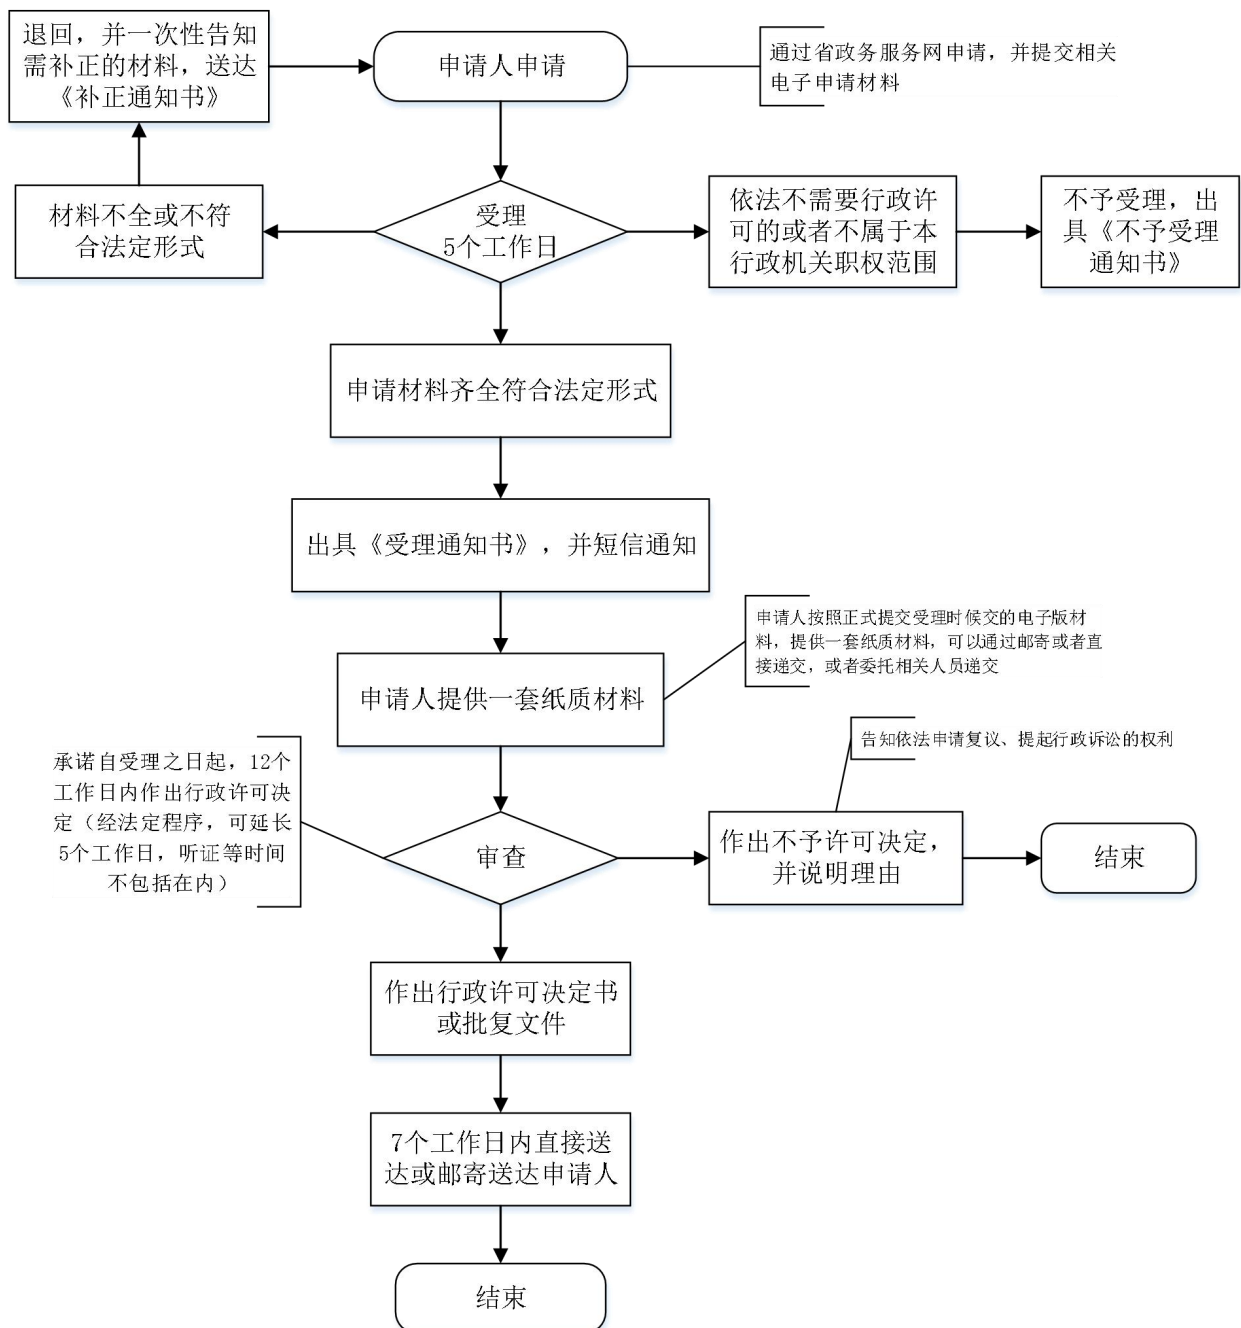 退回，并一次性告知
需补正的材料，送达
《补正通知书》
申请人申请
通过省政务服务网申请，并提交相关
电子申请材料
材料不全或不符
合法定形式
受理
5个工作日
依法不需要行政许
可的或者不属于本
行政机关职权范围
不予受理，出
具《不予受理
通知书》
申请材料齐全符合法定形式
出具《受理通知书》，并短信通知
申请人提供一套纸质材料
申请人按照正式提交受理时候交的电子版材
料，提供一套纸质材料，可以通过邮寄或者直
接递交，或者委托相关人员递交
承诺自受理之日起，12个
工作日内作出行政许可决
定（经法定程序，可延长
5个工作日，听证等时间
不包括在内）
审查
告知依法申请复议、提起行政诉讼的权利
作出不予许可决定，
并说明理由
结束
作出行政许可决定书
或批复文件
7个工作日内直接送
达或邮寄送达申请人
结束